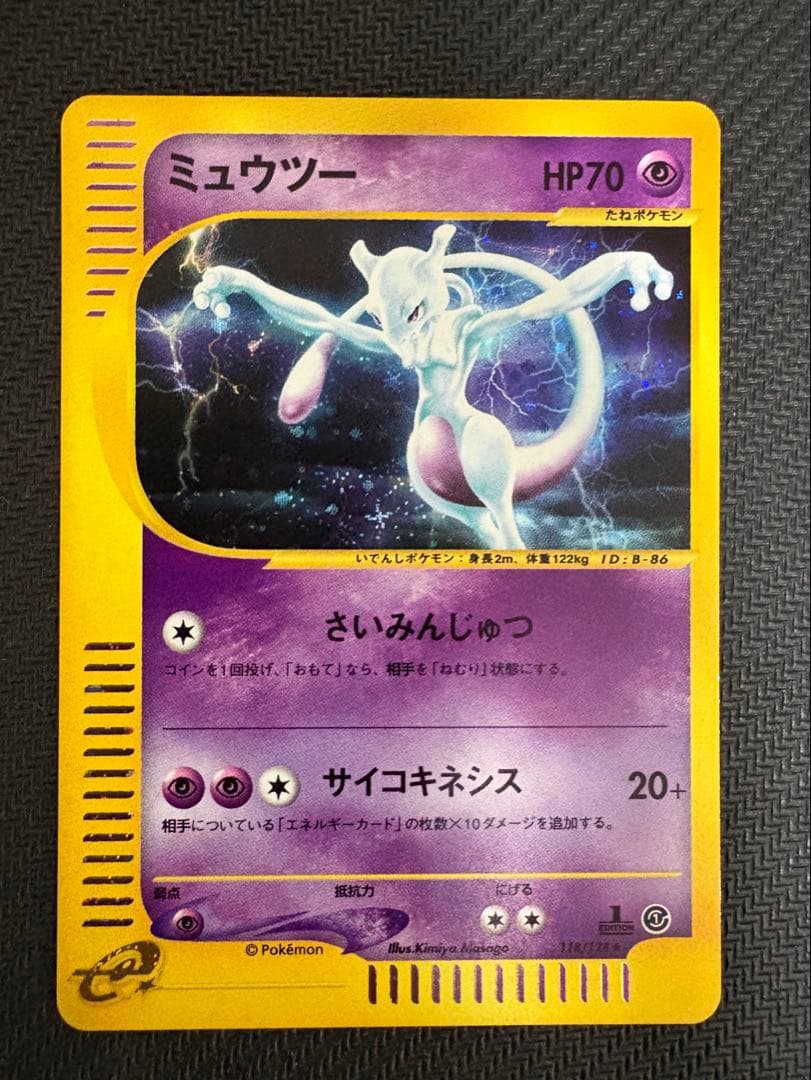 ミュウツー HP70
たねポケモン
いでんしポケモン：身長2m、体重122kg ID：B-86
さいみんじゅつ
コインを1回投げ、「おもて」なら、相手を「ねむり」状態にする。
サイコキネシス 20+
相手についている「エネルギーカード」の枚数×10ダメージを追加する。
弱点 抵抗力 にげる
1 EDITION
© Pokémon Illus.Kimiya Masago 118/128★